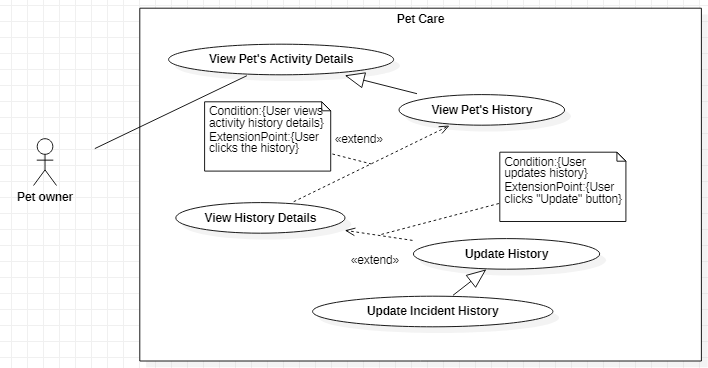 Pet Care
View Pet's Activity Details
View Pet's History
Condition:{User views
activity history details}
ExtensionPoint:{User
clicks the history}
«extend»
Condition:{User
updates history}
ExtensionPoint:{User
clicks "Update" button}
Pet owner
View History Details
Update History
«extend»
Update Incident History